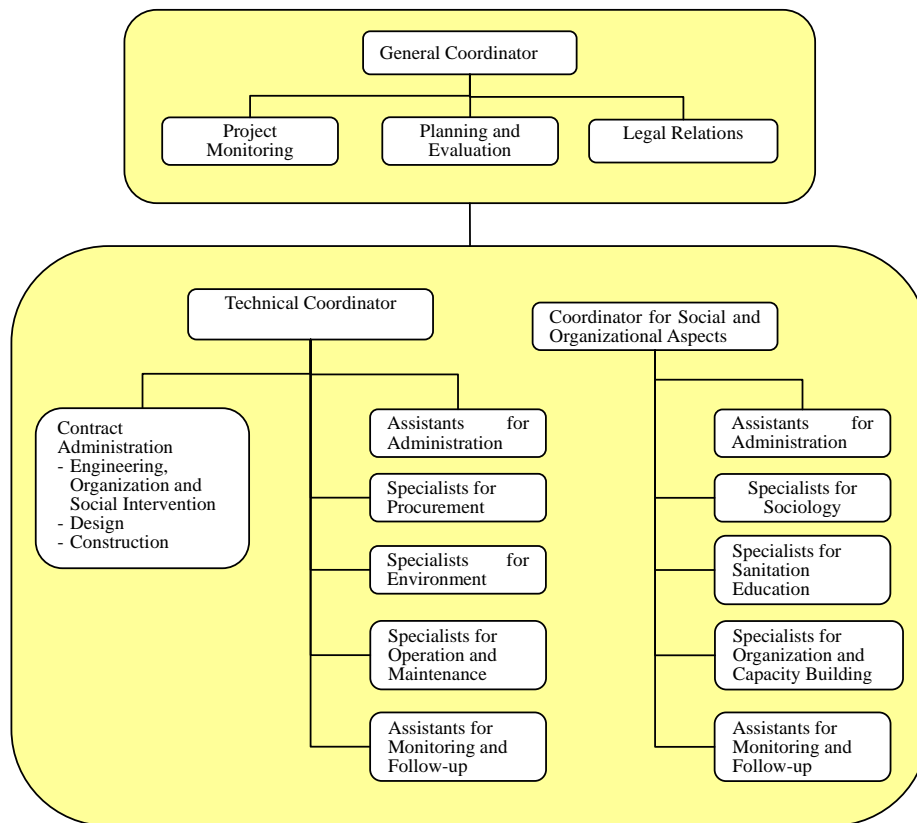 General Coordinator
Project
Monitoring
Planning and
Evaluation
Legal Relations
Technical Coordinator
Coordinator for Social and
Organizational Aspects
Contract
Administration
- Engineering,
Organization and
Social Intervention
- Design
- Construction
Assistants for
Administration
Specialists for
Procurement
Specialists for
Environment
Specialists for
Operation and
Maintenance
Assistants for
Monitoring and
Follow-up
Assistants for
Administration
Specialists for
Sociology
Specialists for
Sanitation
Education
Specialists for
Organization and
Capacity Building
Assistants for
Monitoring and
Follow-up